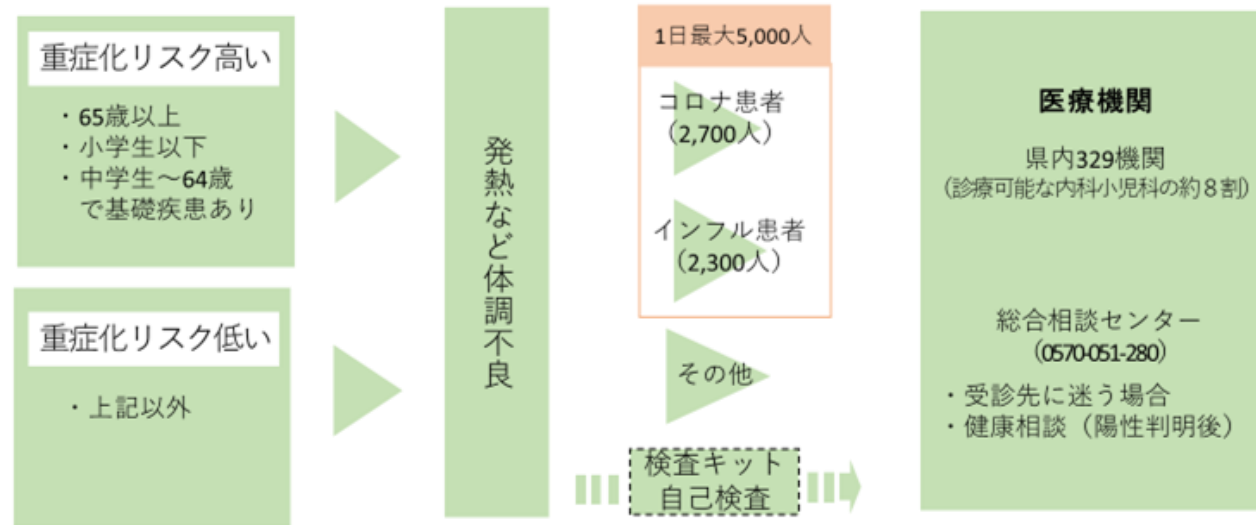 重症化リスク高い
・65歳以上
・小学生以下
・中学生～64歳
で基礎疾患あり
重症化リスク低い
・上記以外
発熱など体調不良
1日最大5,000人
コロナ患者
（2,700人）
インフル患者
（2,300人）
その他
検査キット
自己検査
医療機関
県内329機関
（診療可能な内科小児科の約８割）
総合相談センター
（0570-051-280）
・受診先に迷う場合
・健康相談（陽性判明後）